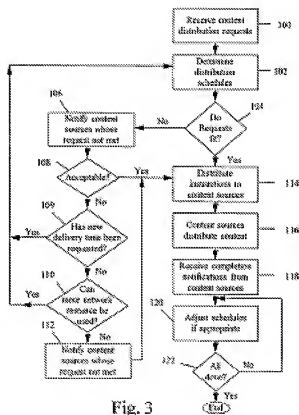 Receive content
distribution requests
100
Determine
distribution
schedules
102
104
Do
Requests
fit?
No
Yes
106
Notify content
sources whose
request not met
108
Acceptable?
Yes
No
109
Has new
delivery time been
requested?
Yes
No
110
Can
more network
resource be
used?
Yes
No
112
Notify content
sources whose
request not met
Distribute
instructions to
content sources
114
Content sources
distribute content
116
Receive completion
notifications from
content sources
118
120
Adjust schedules
if appropriate
122
All
done?
No
Yes
End
Fig. 3